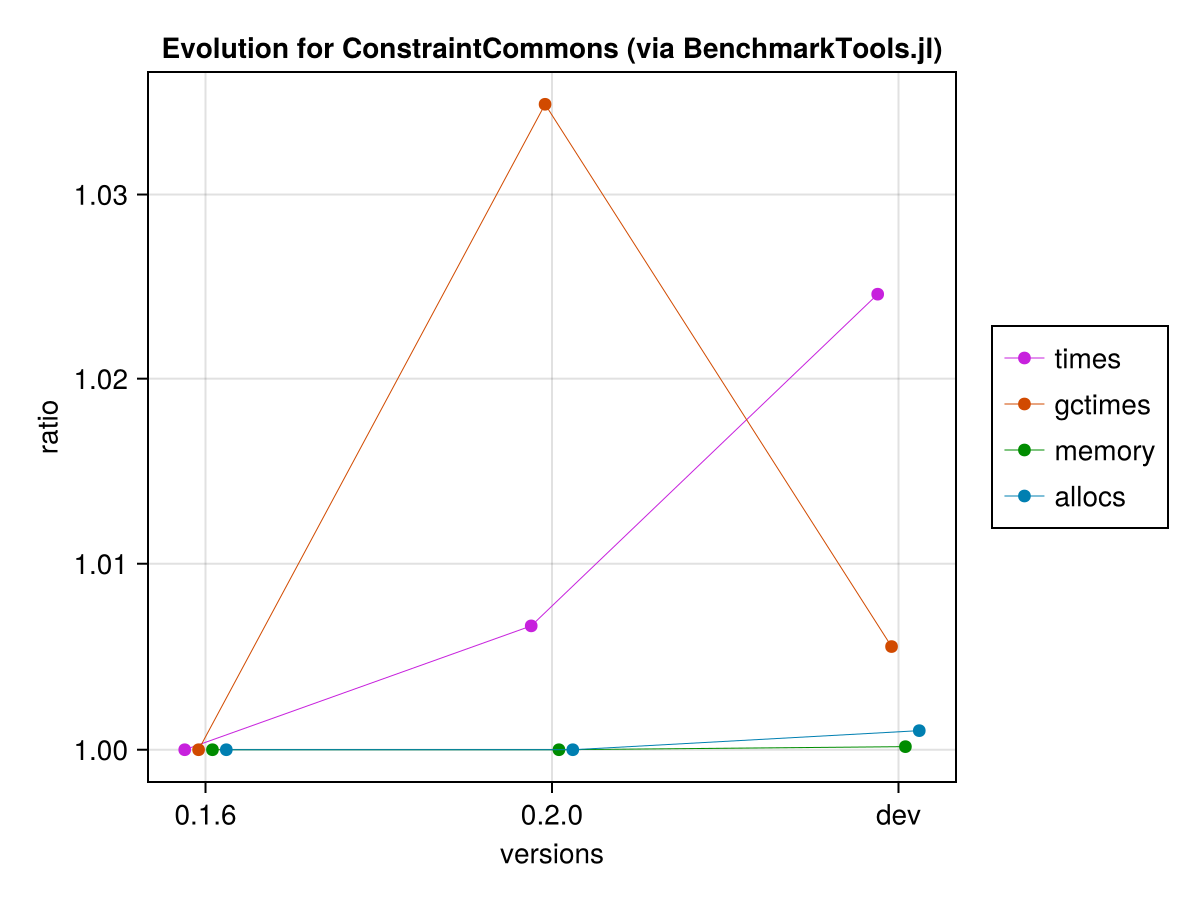 Evolution for ConstraintCommons (via BenchmarkTools.jl)
1.03
1.02
1.01
1.00
ratio
0.1.6
0.2.0
dev
versions
times
gctimes
memory
allocs